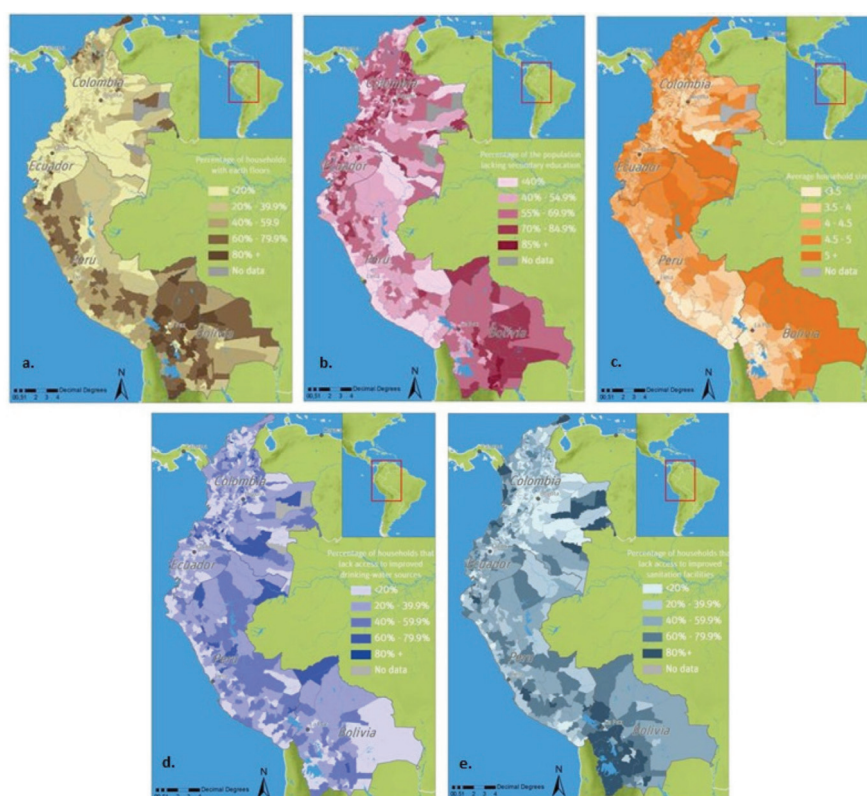 Colombia
Ecuador
Peru
Bolivia
Percentage of households
with Earth floors
<20%
20% - 39.9%
40% - 59.9
60% - 79.9%
80% +
No data
a.
Decimal Degrees
N
Colombia
Ecuador
Peru
Bolivia
Percentage of the population
lacking secondary education
<40%
40% - 54.9%
55% - 69.9%
70% - 84.9%
85% +
No data
b.
Decimal Degrees
N
Colombia
Ecuador
Peru
Bolivia
Average household size
<3.5
3.5 - 4
4 - 4.5
4.5 - 5
5 +
No data
c.
Decimal Degrees
N
Colombia
Ecuador
Peru
Bolivia
Percentage of households that
lack access to improved
drinking-water sources
<20%
20% - 39.9%
40% - 59.9%
60% - 79.9%
80% +
No data
d.
Decimal Degrees
N
Colombia
Ecuador
Peru
Bolivia
Percentage of households that
lack access to improved
sanitation facilities
<20%
20% - 39.9%
40% - 59.9%
60% - 79.9%
80%+
No data
e.
Decimal Degrees
N